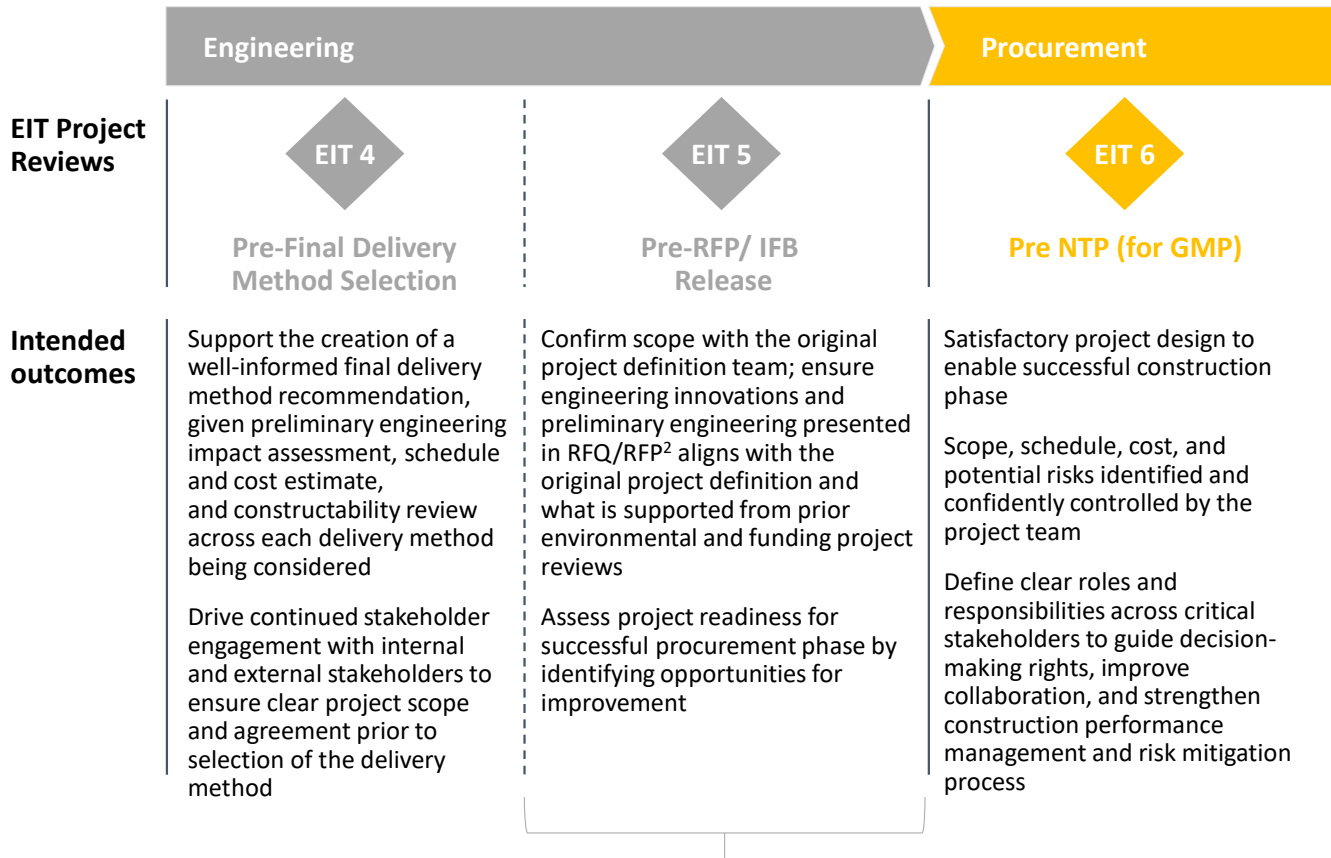 Engineering
Procurement
EIT Project
Reviews
EIT 4
EIT 5
EIT 6
Pre-Final Delivery
Method Selection
Pre-RFP/ IFB
Release
Pre NTP (for GMP)
Intended
outcomes
Support the creation of a
well-informed final delivery
method recommendation,
given preliminary engineering
impact assessment, schedule
and cost estimate,
and constructability review
across each delivery method
being considered
Drive continued stakeholder
engagement with internal
and external stakeholders to
ensure clear project scope
and agreement prior to
selection of the delivery
method
Confirm scope with the original
project definition team; ensure
engineering innovations and
preliminary engineering presented
in RFQ/RFP² aligns with the
original project definition and
what is supported from prior
environmental and funding project
reviews
Assess project readiness for
successful procurement phase by
identifying opportunities for
improvement
Satisfactory project design to
enable successful construction
phase
Scope, schedule, cost, and
potential risks identified and
confidently controlled by the
project team
Define clear roles and
responsibilities across critical
stakeholders to guide decision-
making rights, improve
collaboration, and strengthen
construction performance
management and risk mitigation
process